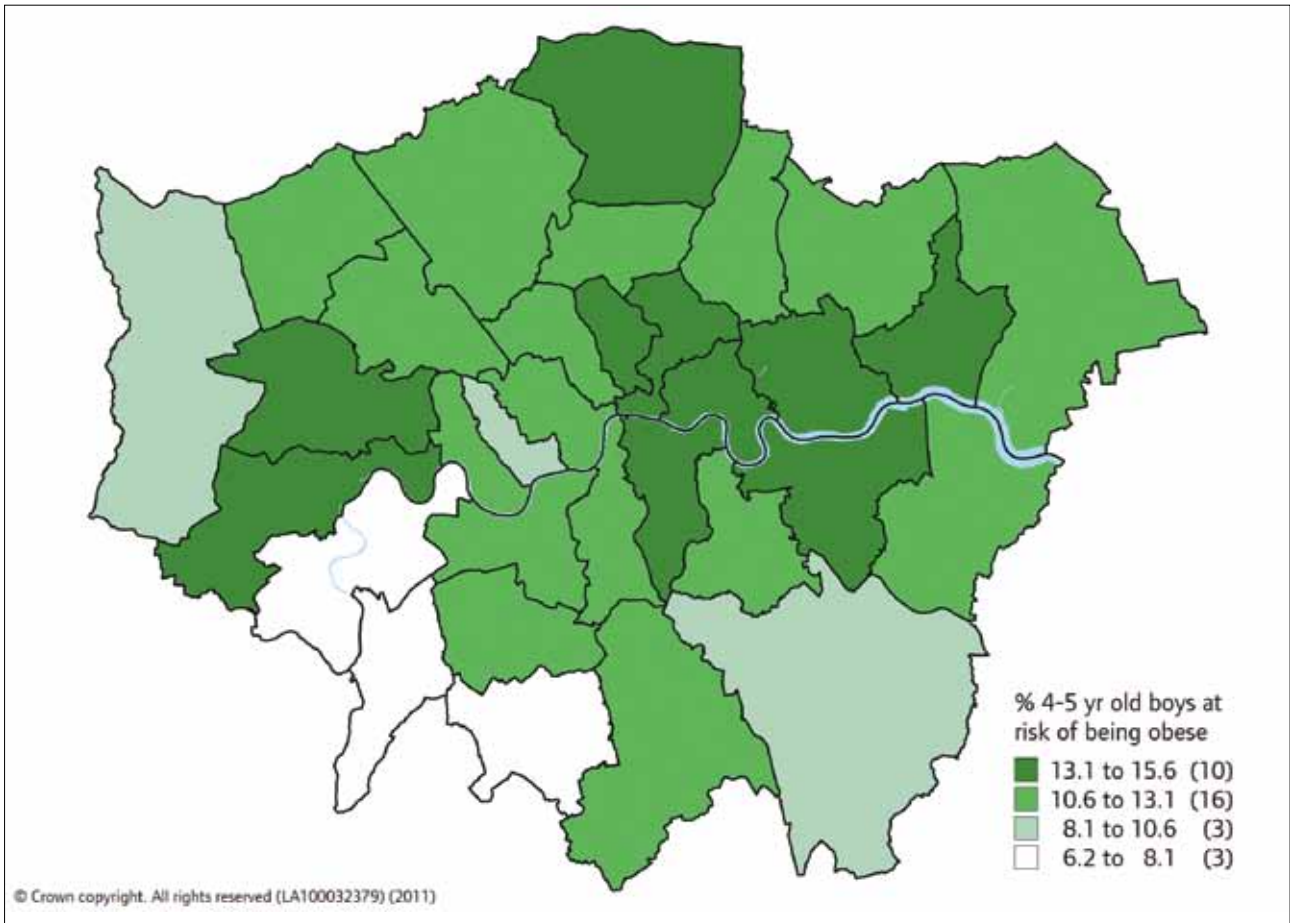 % 4-5 yr old boys at
risk of being obese
13.1 to 15.6 (10)
10.6 to 13.1 (16)
8.1 to 10.6 (3)
6.2 to 8.1 (3)
© Crown copyright. All rights reserved (LA100032379) (2011)